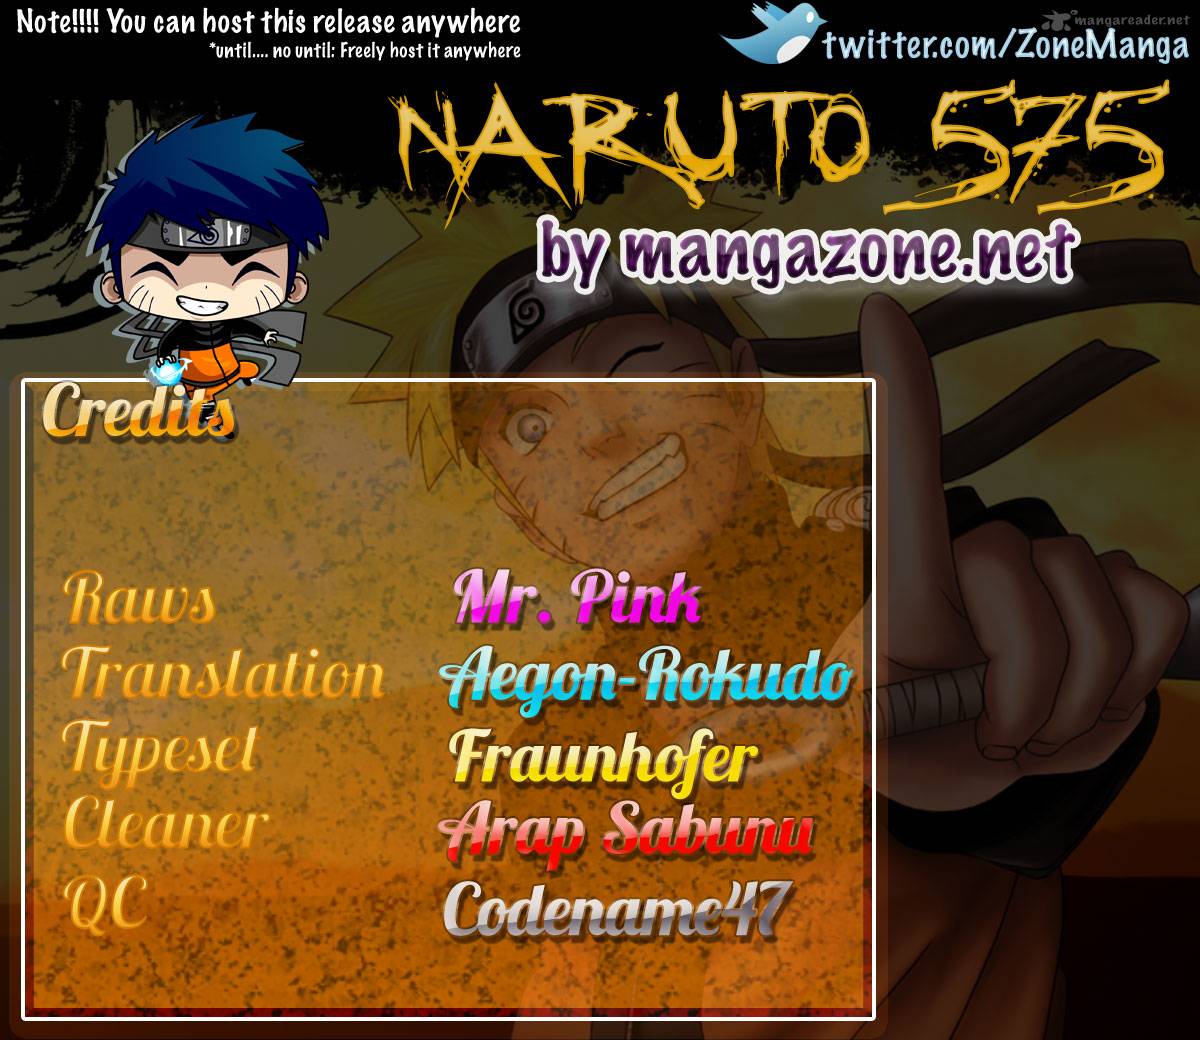 Note!!!! You can host this release anywhere
*until.... no until: Freely host it anywhere
mangareader.net
twitter.com/ZoneManga
NARUTO 575
by mangazone.net
Credits
Raws Mr. Pink
Translation Aegon-Rokudo
Typeset Fraunhofer
Cleaner Arap Sabunu
QC Codename47